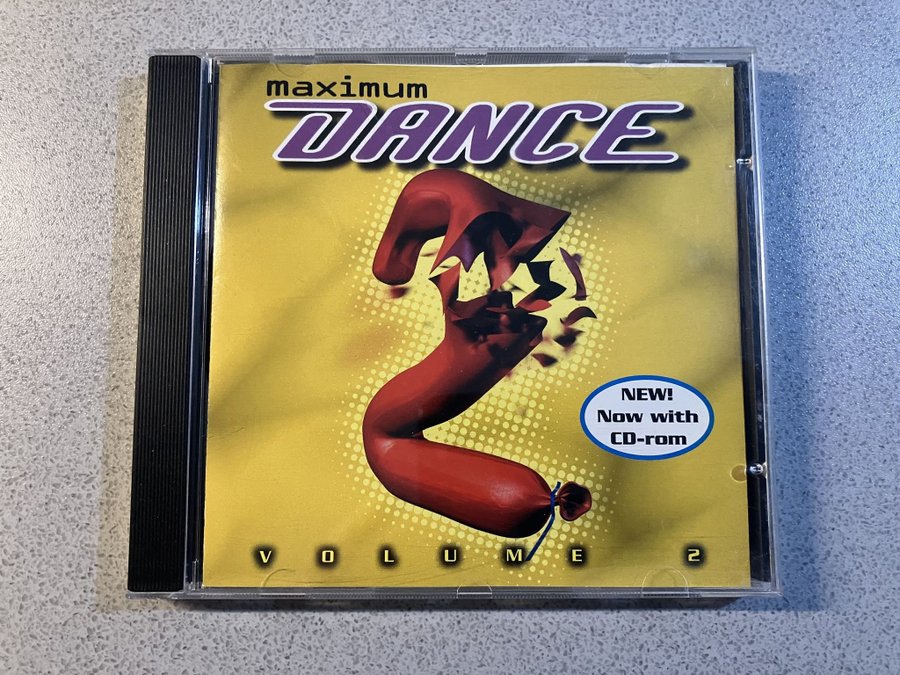 maximum
DANCE
NEW!
Now with
CD-rom
VOLUME 2